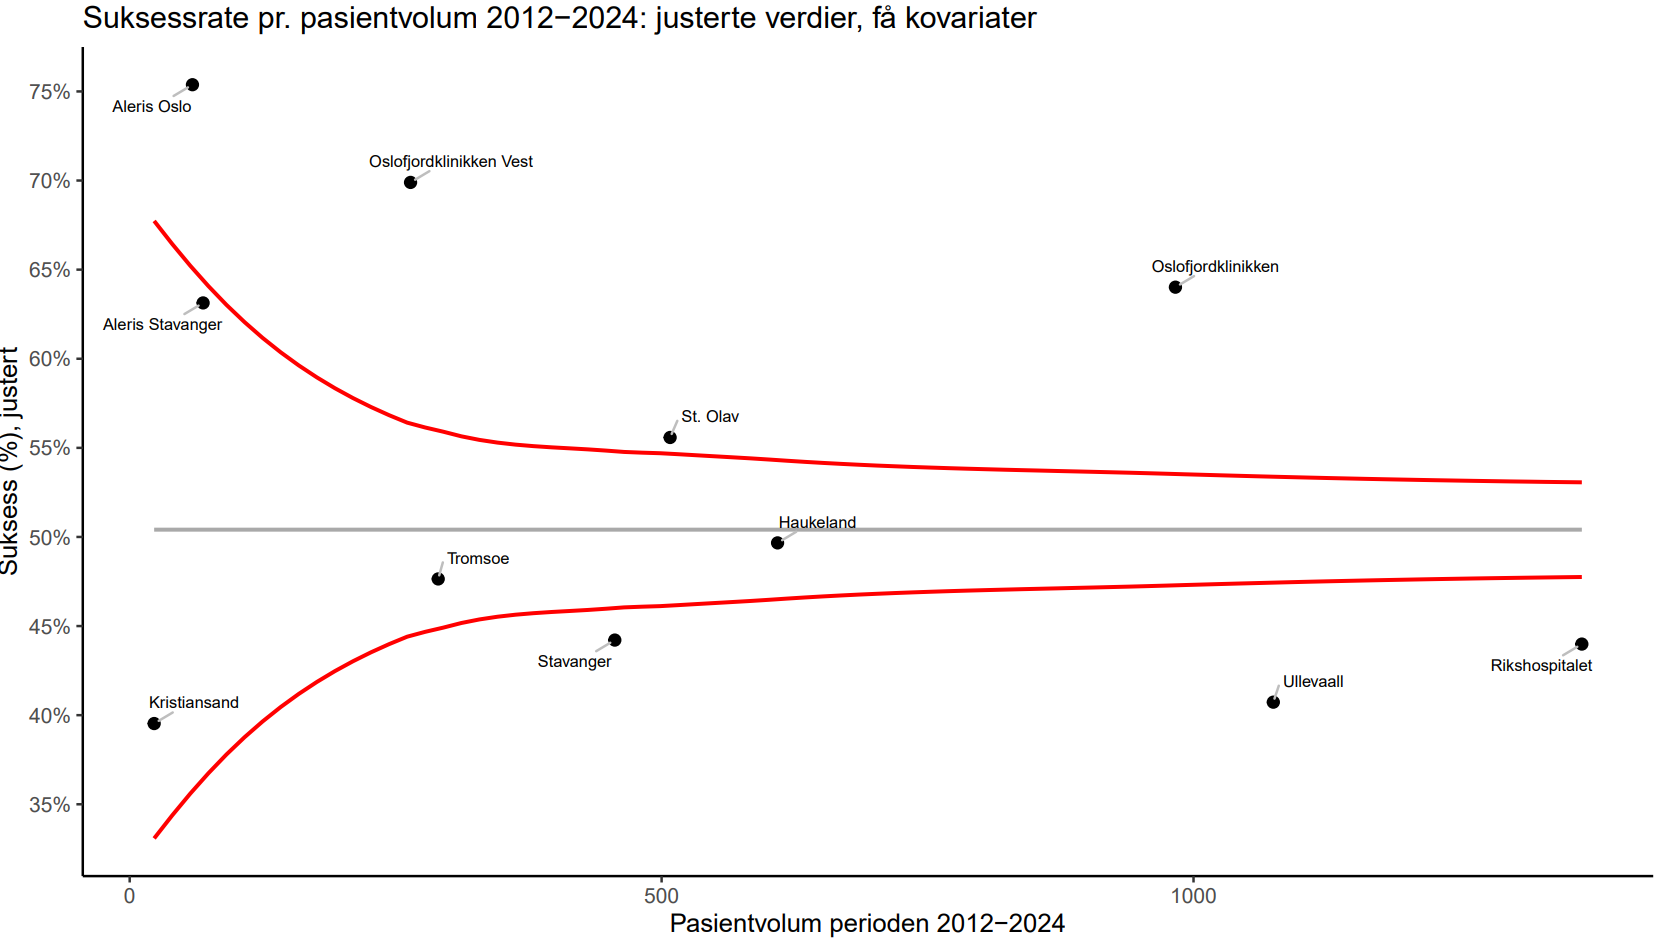 Suksessrate pr. pasientvolum 2012−2024: justerte verdier, få kovariater
Suksess (%), justert
75%
70%
65%
60%
55%
50%
45%
40%
35%
Aleris Oslo
Oslofjordklinikken Vest
Oslofjordklinikken
Aleris Stavanger
St. Olav
Haukeland
Tromsoe
Stavanger
Rikshospitalet
Ullevaall
Kristiansand
0
500
1000
Pasientvolum perioden 2012−2024